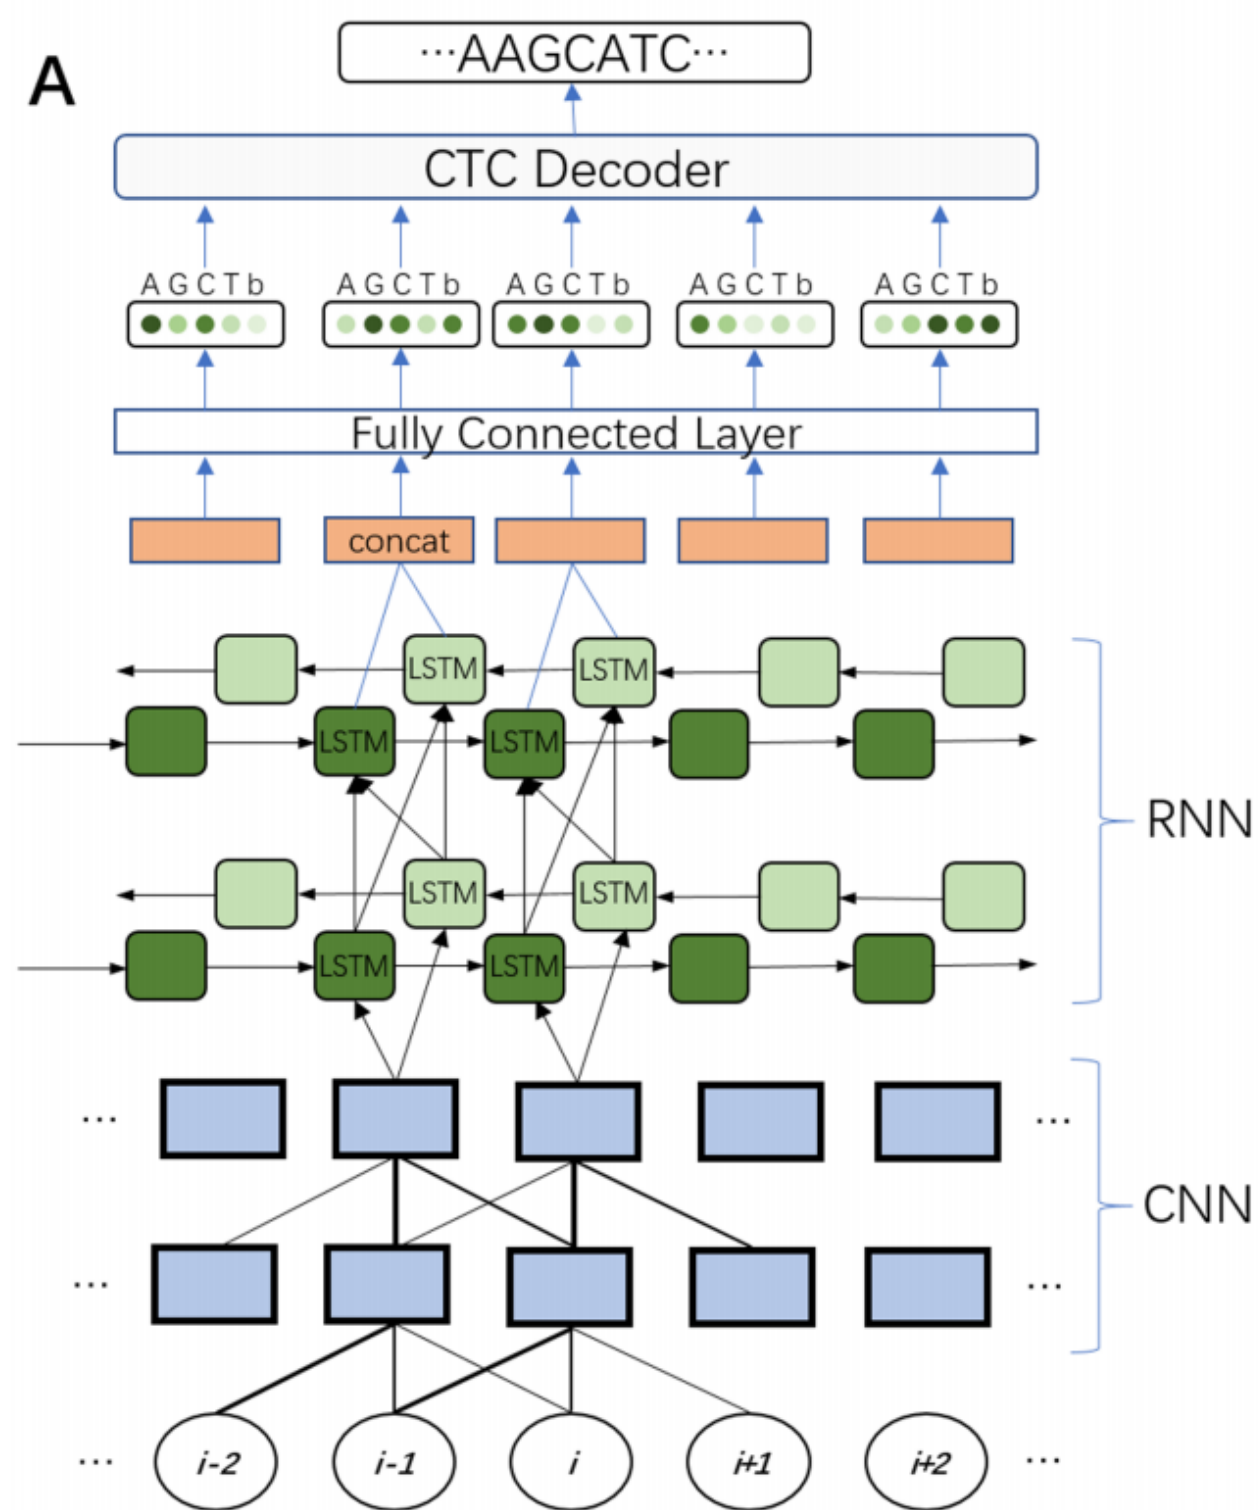 A
···AAGCATC···
CTC Decoder
A G C T b A G C T b A G C T b A G C T b A G C T b
Fully Connected Layer
concat
LSTM LSTM
LSTM LSTM
RNN
LSTM LSTM
LSTM LSTM
··· ···
CNN
··· ···
··· i-2 i-1 i i+1 i+2 ···